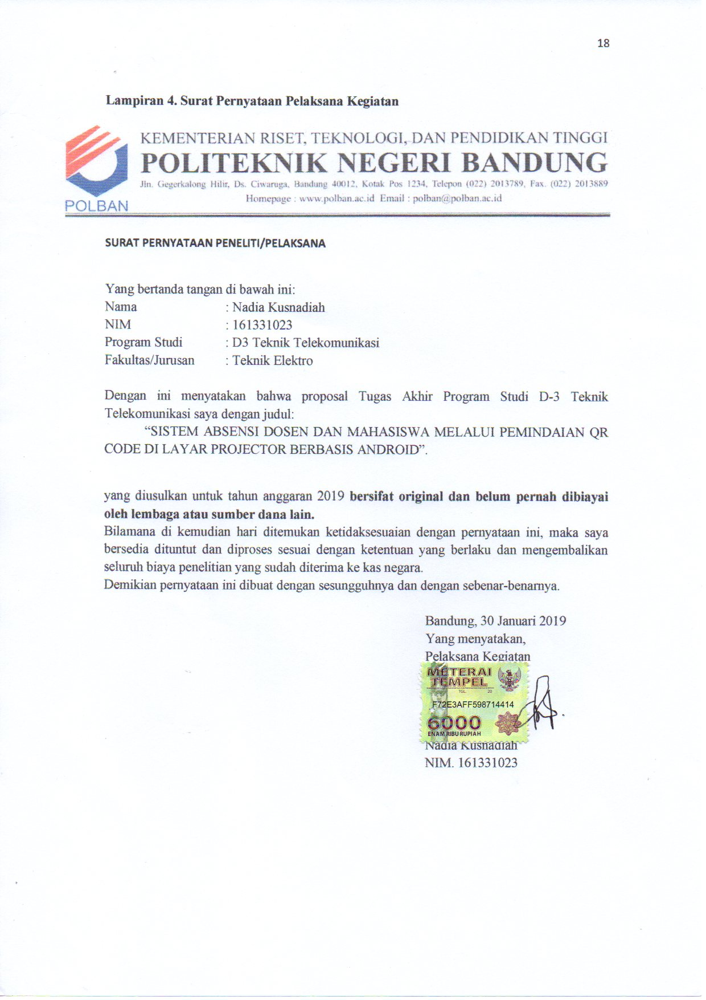 18
Lampiran 4. Surat Pernyataan Pelaksana Kegiatan
KEMENTERIAN RISET, TEKNOLOGI, DAN PENDIDIKAN TINGGI
POLITEKNIK NEGERI BANDUNG
Jln. Gegerkalong Hilir, Ds. Ciwaruga, Bandung 40012, Kotak Pos 1234, Telepon (022) 2013789, Fax. (022) 2013889
Homepage : www.polban.ac.id Email : polban@polban.ac.id
POLBAN
SURAT PERNYATAAN PENELITI/PELAKSANA
Yang bertanda tangan di bawah ini:
Nama : Nadia Kusnadiah
NIM : 161331023
Program Studi : D3 Teknik Telekomunikasi
Fakultas/Jurusan : Teknik Elektro
Dengan ini menyatakan bahwa proposal Tugas Akhir Program Studi D-3 Teknik
Telekomunikasi saya dengan judul:
“SISTEM ABSENSI DOSEN DAN MAHASISWA MELALUI PEMINDAIAN QR
CODE DI LAYAR PROJECTOR BERBASIS ANDROID”.
yang diusulkan untuk tahun anggaran 2019 bersifat original dan belum pernah dibiayai
oleh lembaga atau sumber dana lain.
Bilamana di kemudian hari ditemukan ketidaksesuaian dengan pernyataan ini, maka saya
bersedia dituntut dan diproses sesuai dengan ketentuan yang berlaku dan mengembalikan
seluruh biaya penelitian yang sudah diterima ke kas negara.
Demikian pernyataan ini dibuat dengan sesungguhnya dan dengan sebenar-benarnya.
Bandung, 30 Januari 2019
Yang menyatakan,
Pelaksana Kegiatan
METERAI
TEMPEL
TGL. 20
F72E3AFF598714414
6000
ENAM RIBU RUPIAH
Nadia Kusnadiah
NIM. 161331023